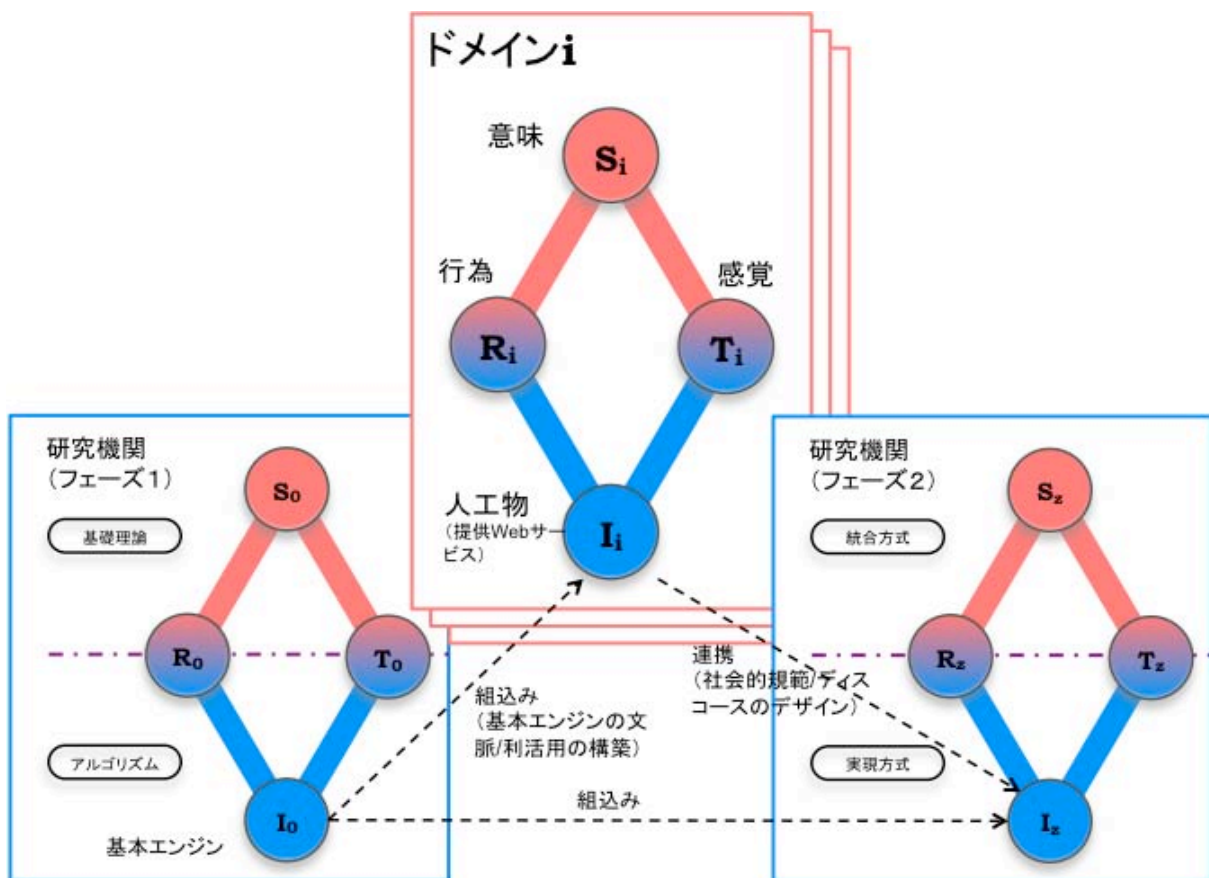 ドメインi
意味
Si
行為
感覚
Ri
Ti
人工物
(提供Webサー
ビス)
Ii
研究機関
(フェーズ1)
S0
基礎理論
R0
T0
アルゴリズム
I0
基本エンジン
組込み
(基本エンジンの文
脈/利活用の構築)
連携
(社会的規範/ディス
コースのデザイン)
組込み
研究機関
(フェーズ2)
Sz
統合方式
Rz
Tz
実現方式
Iz